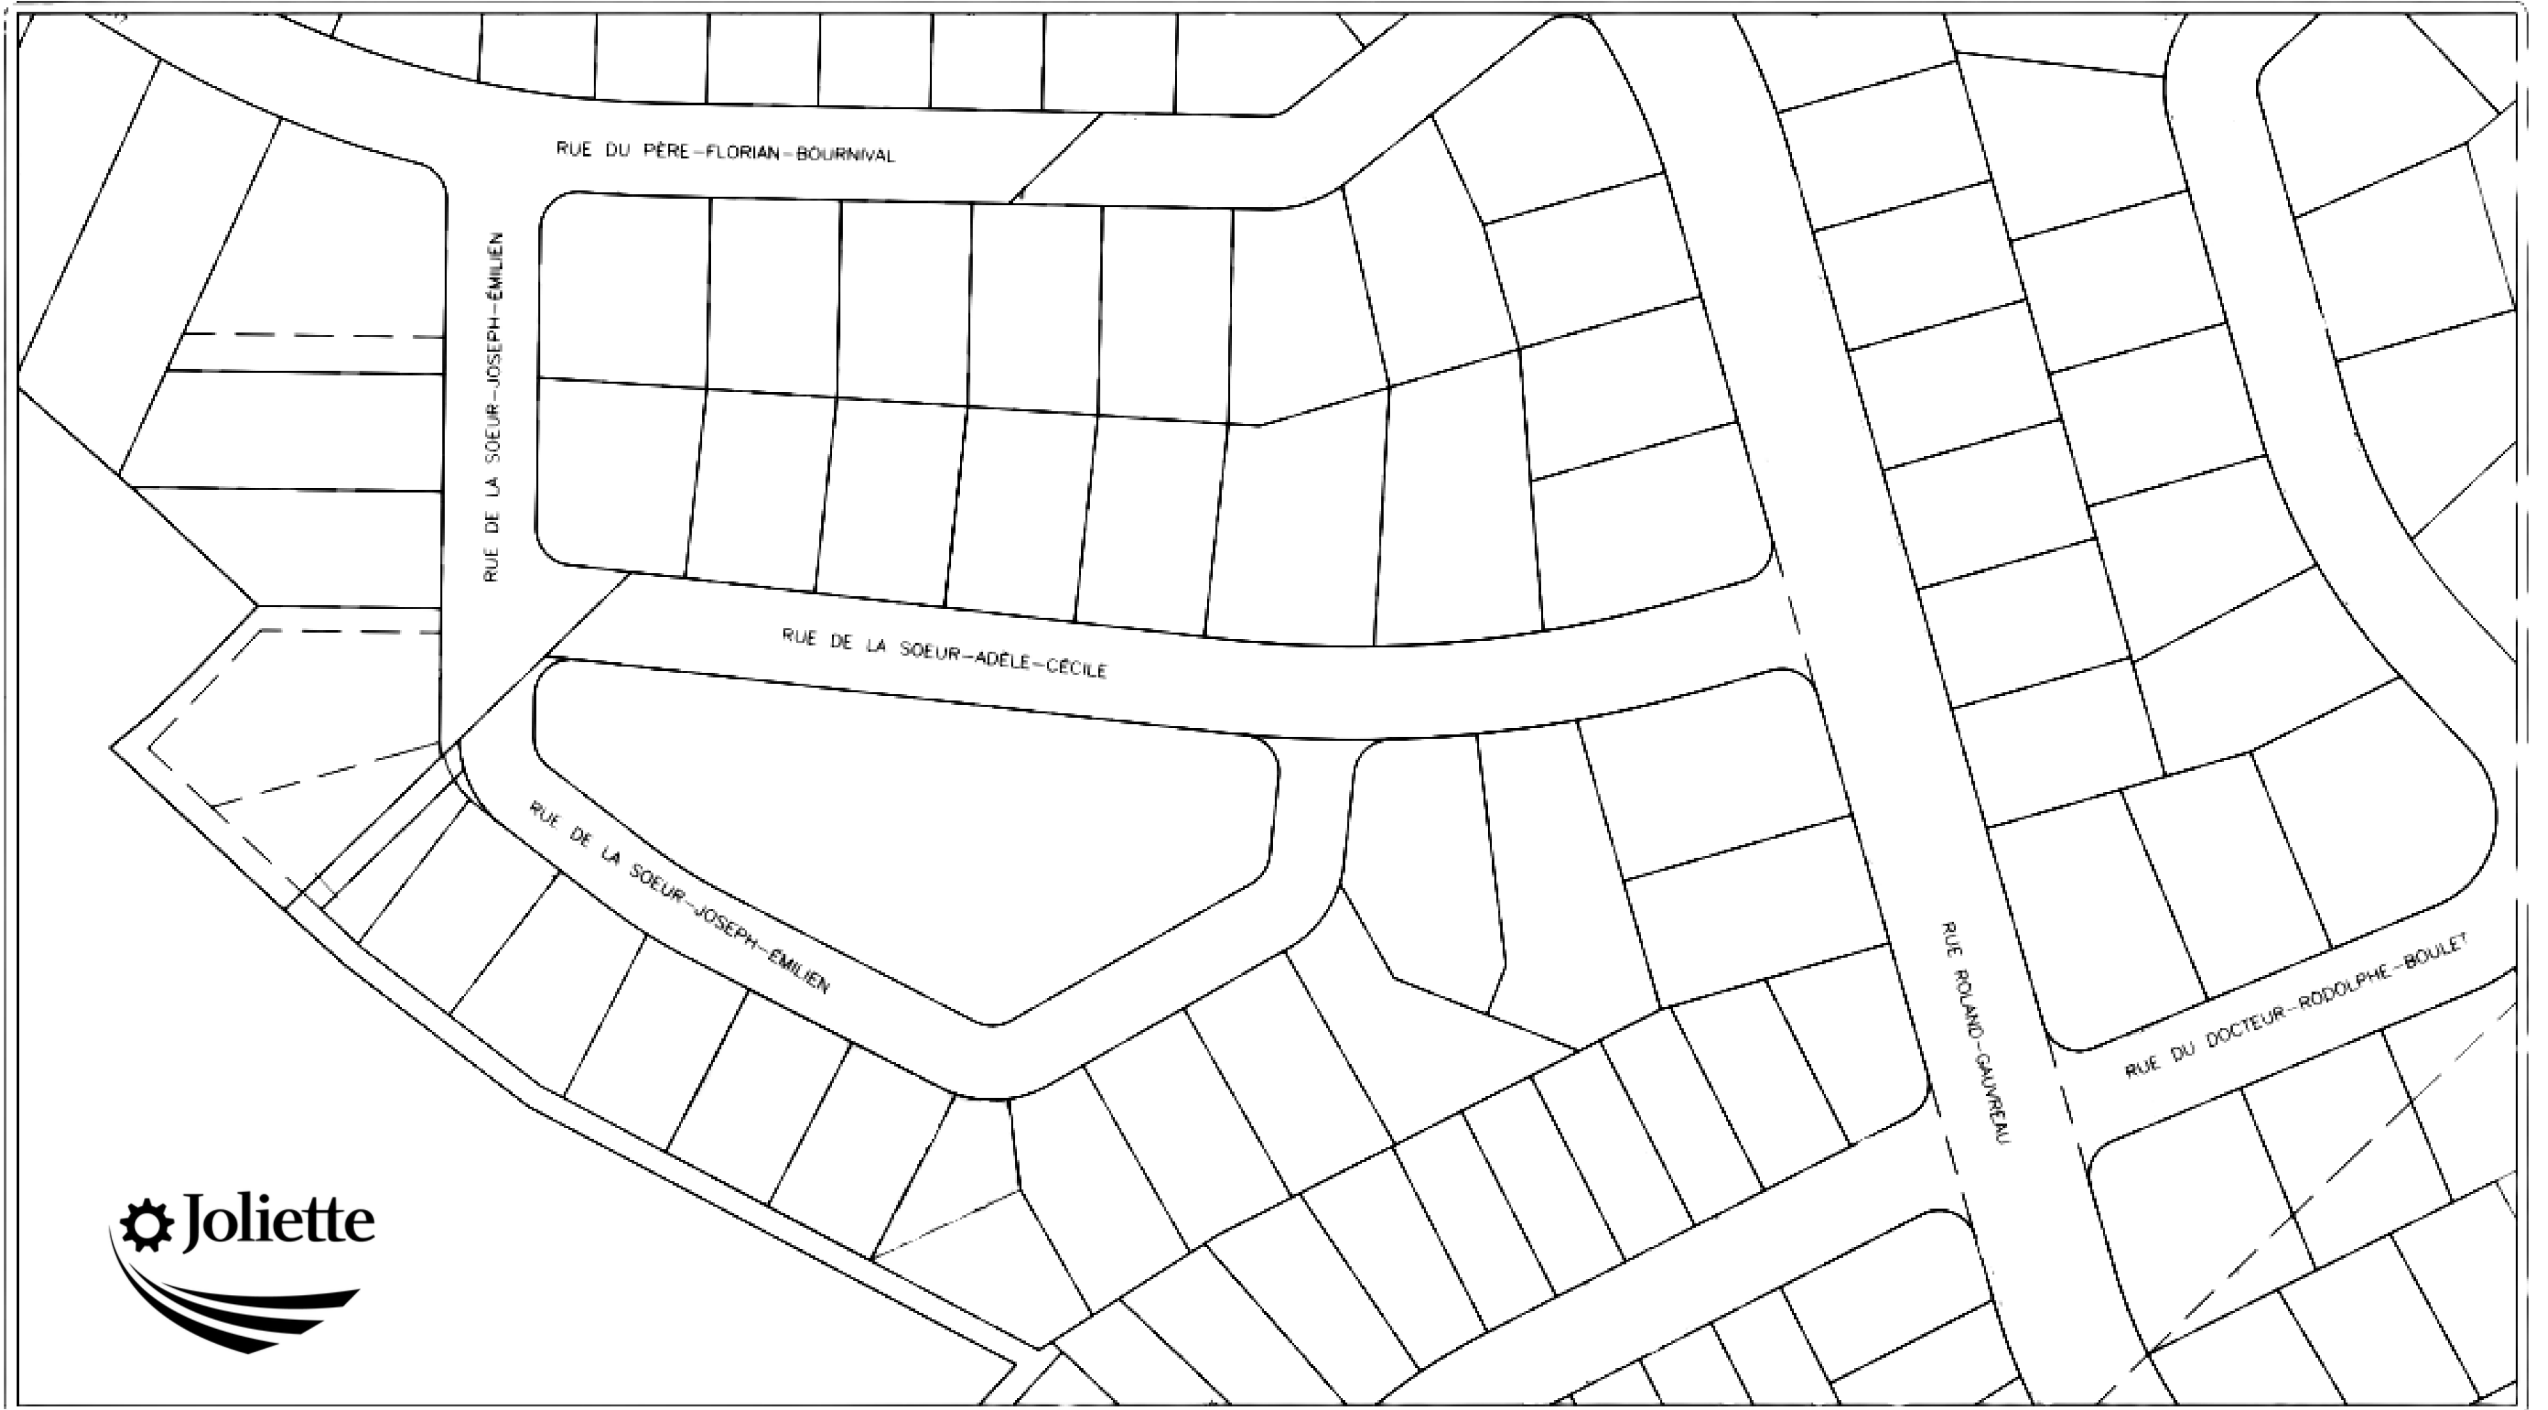 RUE DU PÈRE-FLORIAN-BOURNIVAL
RUE DE LA SOEUR-JOSEPH-ÉMILIEN
RUE DE LA SOEUR-ADÈLE-CÉCILE
RUE DE LA SOEUR-JOSEPH-ÉMILIEN
RUE ROLAND-GAUVREAU
RUE DU DOCTEUR-RODOLPHE-BOULET
Joliette